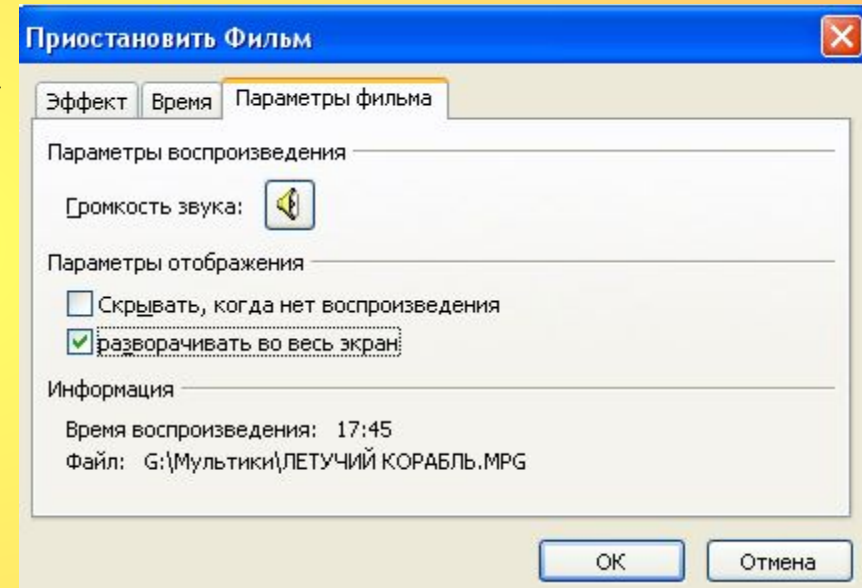 Приостановить Фильм
Эффект Время Параметры фильма
Параметры воспроизведения
Громкость звука:
Параметры отображения
Скрывать, когда нет воспроизведения
разворачивать во весь экран
Информация
Время воспроизведения: 17:45
Файл: G:\Мультики\ЛЕТУЧИЙ КОРАБЛЬ.MPG
ОК Отмена